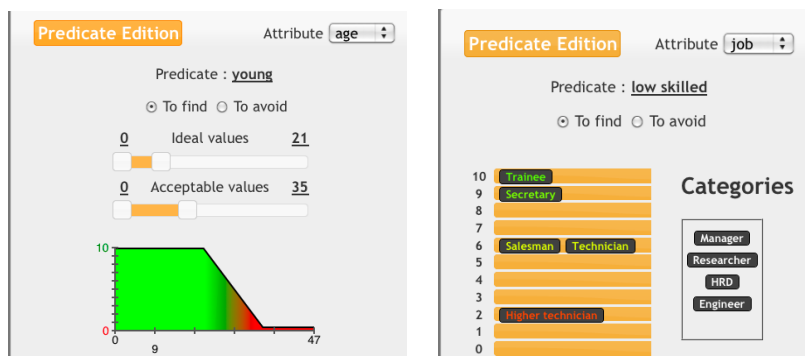 Predicate Edition Attribute age
Predicate : young
To find To avoid
0 Ideal values 21
0 Acceptable values 35
10
0
0 47
9
Predicate Edition Attribute job
Predicate : low skilled
To find To avoid
10 Trainee
9 Secretary
8
7
6 Salesman Technician
5
4
3
2 Higher technician
1
0
Categories
Manager
Researcher
HRD
Engineer